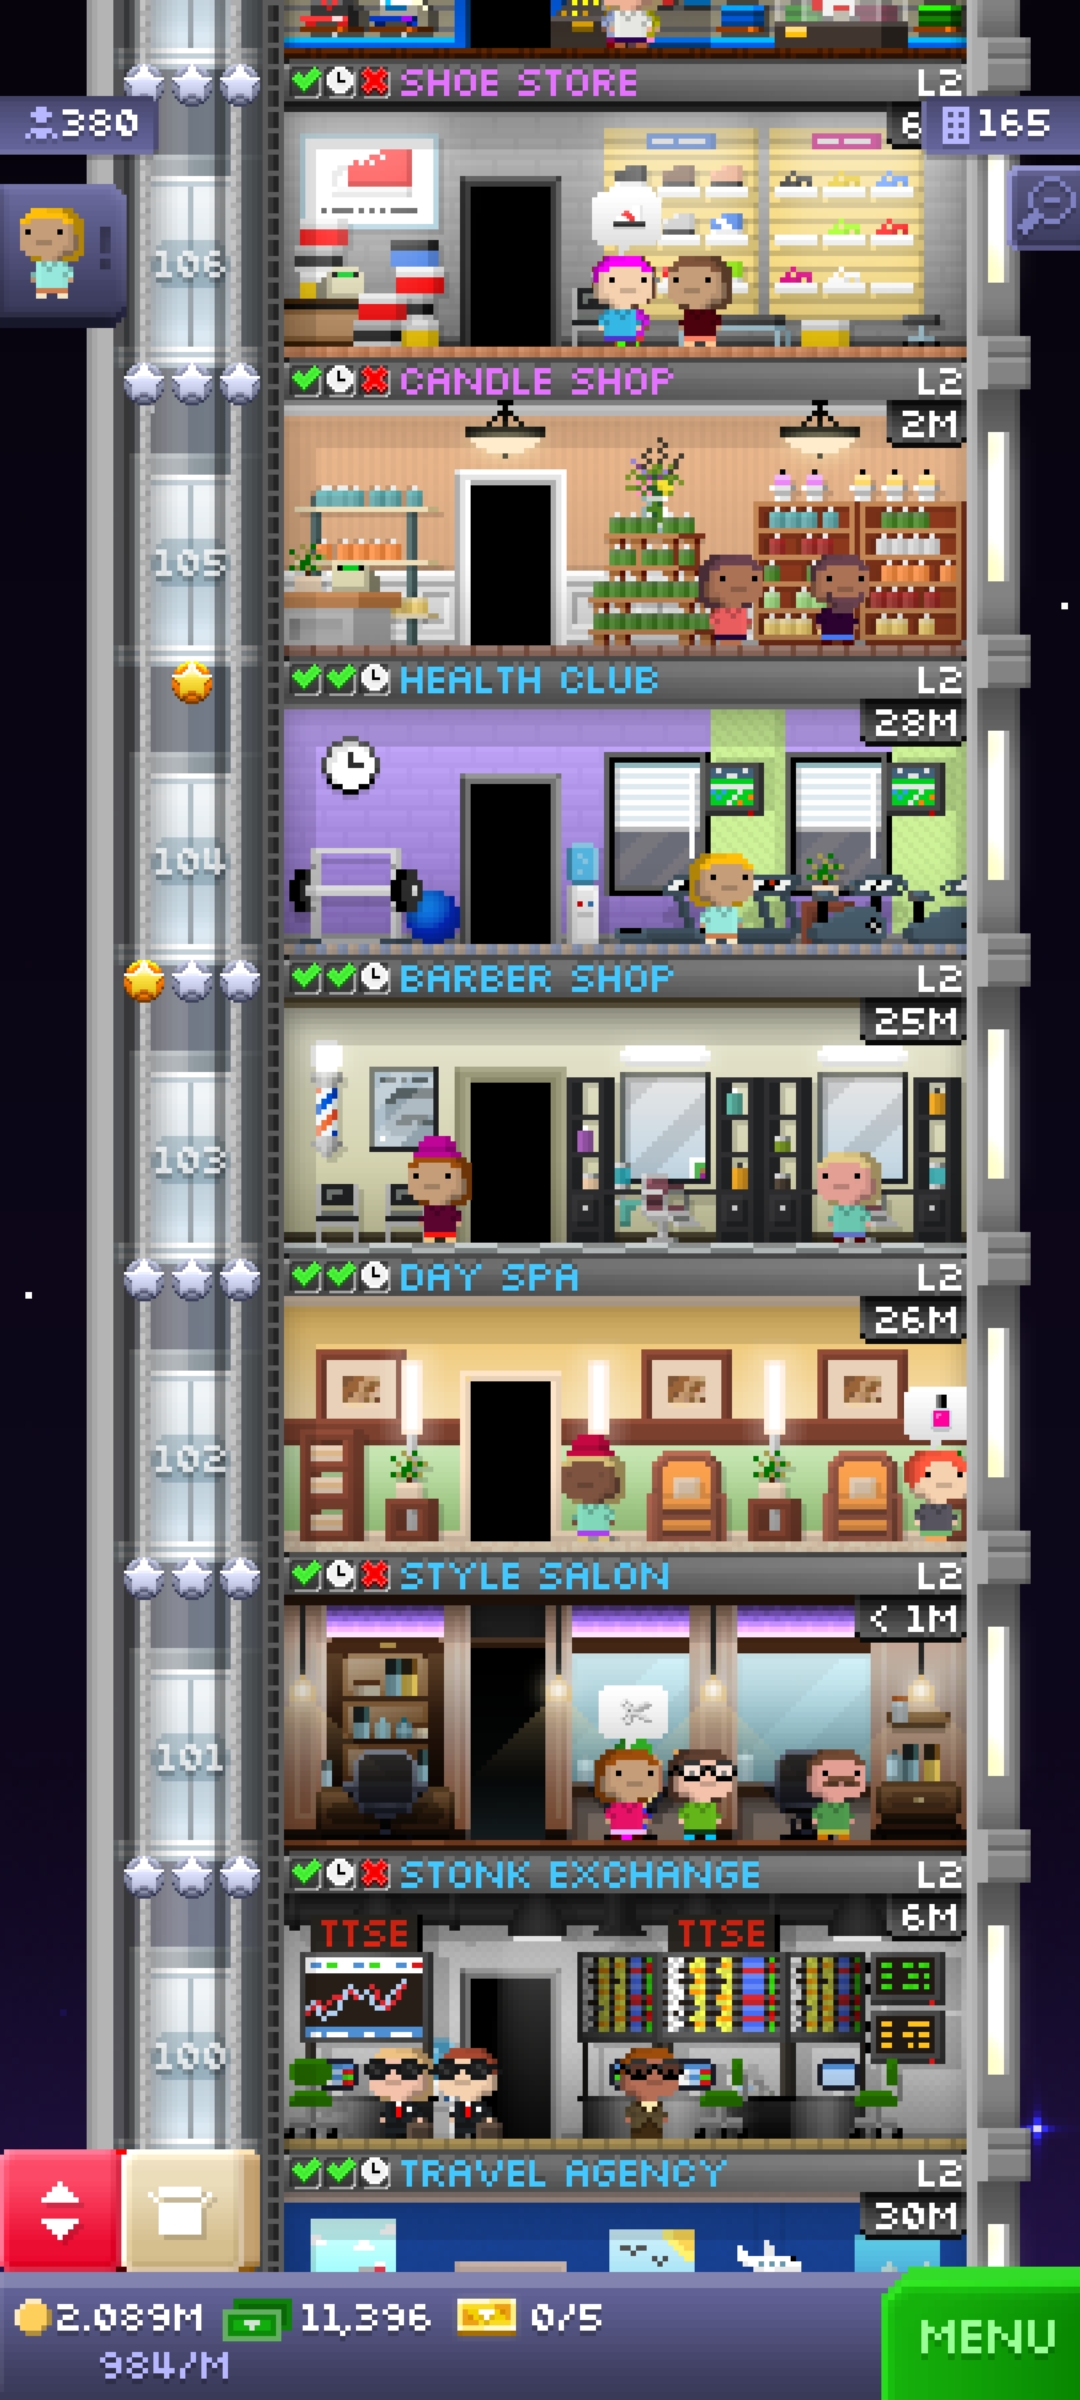 SHOE STORE L2
380
6
165
106
CANDLE SHOP L2
2M
105
HEALTH CLUB L2
28M
104
BARBER SHOP L2
25M
103
DAY SPA L2
26M
102
STYLE SALON L2
< 1M
101
STONK EXCHANGE L2
6M
TTSE TTSE
100
TRAVEL AGENCY L2
30M
2.089M 11,396 0/5
984/M
MENU